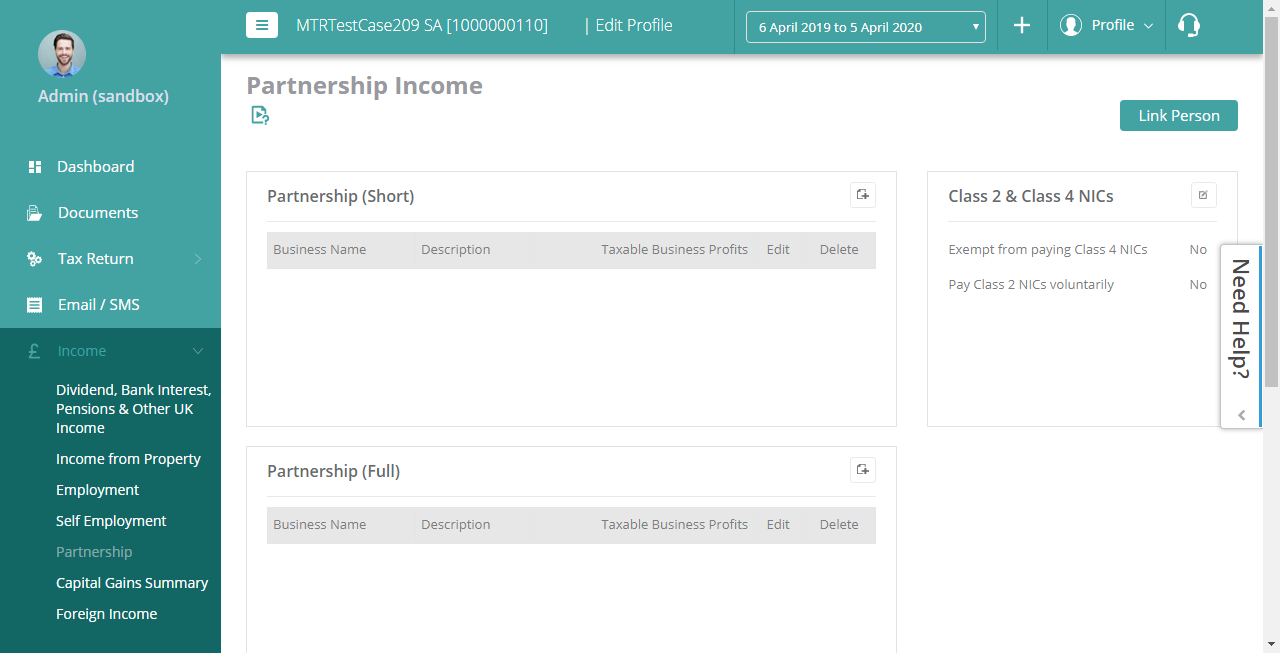 MTRTestCase209 SA [1000000110] | Edit Profile
6 April 2019 to 5 April 2020
Profile
Admin (sandbox)
Dashboard
Documents
Tax Return
Email / SMS
£ Income
Dividend, Bank Interest,
Pensions & Other UK
Income
Income from Property
Employment
Self Employment
Partnership
Capital Gains Summary
Foreign Income
Partnership Income
Link Person
Partnership (Short)
Business Name Description Taxable Business Profits Edit Delete
Class 2 & Class 4 NICs
Exempt from paying Class 4 NICs No
Pay Class 2 NICs voluntarily No
Need Help?
Partnership (Full)
Business Name Description Taxable Business Profits Edit Delete